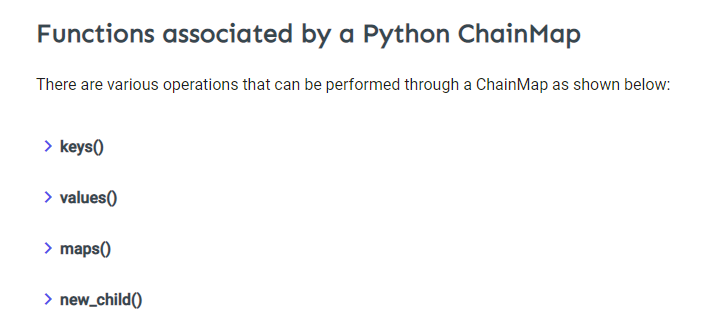 Functions associated by a Python ChainMap
There are various operations that can be performed through a ChainMap as shown below:
keys()
values()
maps()
new_child()